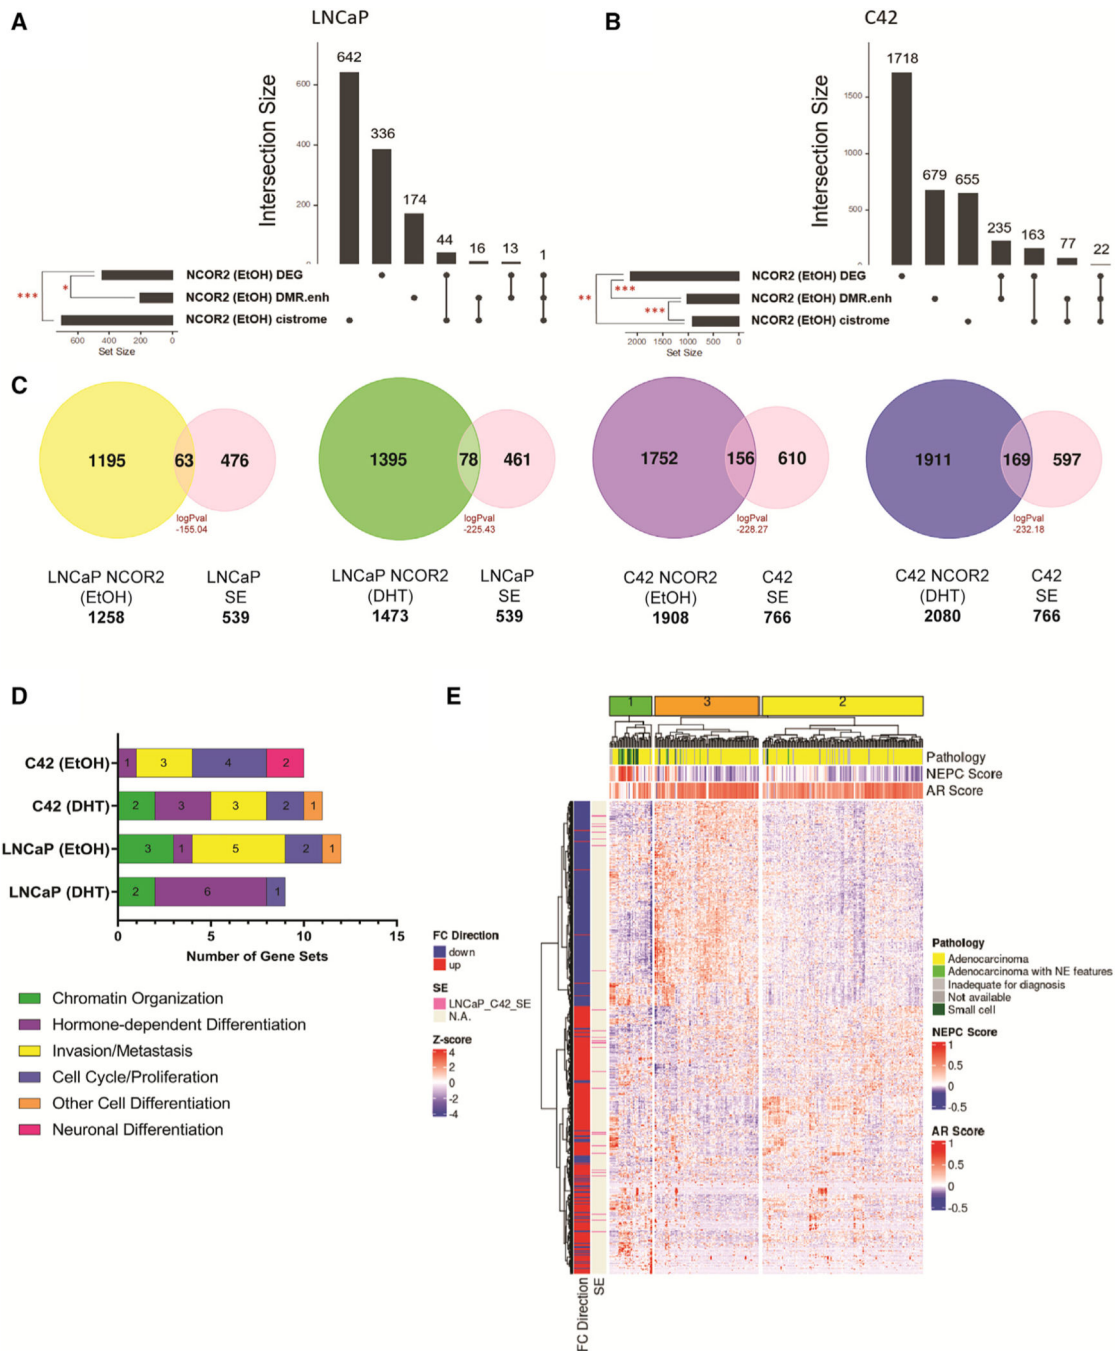 A
LNCaP
Intersection Size
642
336
174
44
16
13
1
600
400
200
0
NCOR2 (EtOH) DEG
NCOR2 (EtOH) DMR.enh
NCOR2 (EtOH) cistrome
***
*
600 400 200 0
Set Size
B
C42
Intersection Size
1718
679
655
235
163
77
22
1500
1000
500
0
NCOR2 (EtOH) DEG
NCOR2 (EtOH) DMR.enh
NCOR2 (EtOH) cistrome
**
***
***
2000 1500 1000 500 0
Set Size
C
1195 63 476
logPval
-155.04
LNCaP NCOR2
(EtOH)
1258
LNCaP
SE
539
1395 78 461
logPval
-225.43
LNCaP NCOR2
(DHT)
1473
LNCaP
SE
539
1752 156 610
logPval
-228.27
C42 NCOR2
(EtOH)
1908
C42
SE
766
1911 169 597
logPval
-232.18
C42 NCOR2
(DHT)
2080
C42
SE
766
D
C42 (EtOH) 1 3 4 2
C42 (DHT) 2 3 3 2 1
LNCaP (EtOH) 3 1 5 2 1
LNCaP (DHT) 2 6 1
0 5 10 15
Number of Gene Sets
Chromatin Organization
Hormone-dependent Differentiation
Invasion/Metastasis
Cell Cycle/Proliferation
Other Cell Differentiation
Neuronal Differentiation
E
1 3 2
Pathology
NEPC Score
AR Score
FC Direction
down
up
SE
LNCaP_C42_SE
N.A.
Z-score
4
2
0
-2
-4
FC Direction
SE
Pathology
Adenocarcinoma
Adenocarcinoma with NE features
Inadequate for diagnosis
Not available
Small cell
NEPC Score
1
0.5
0
-0.5
AR Score
1
0.5
0
-0.5